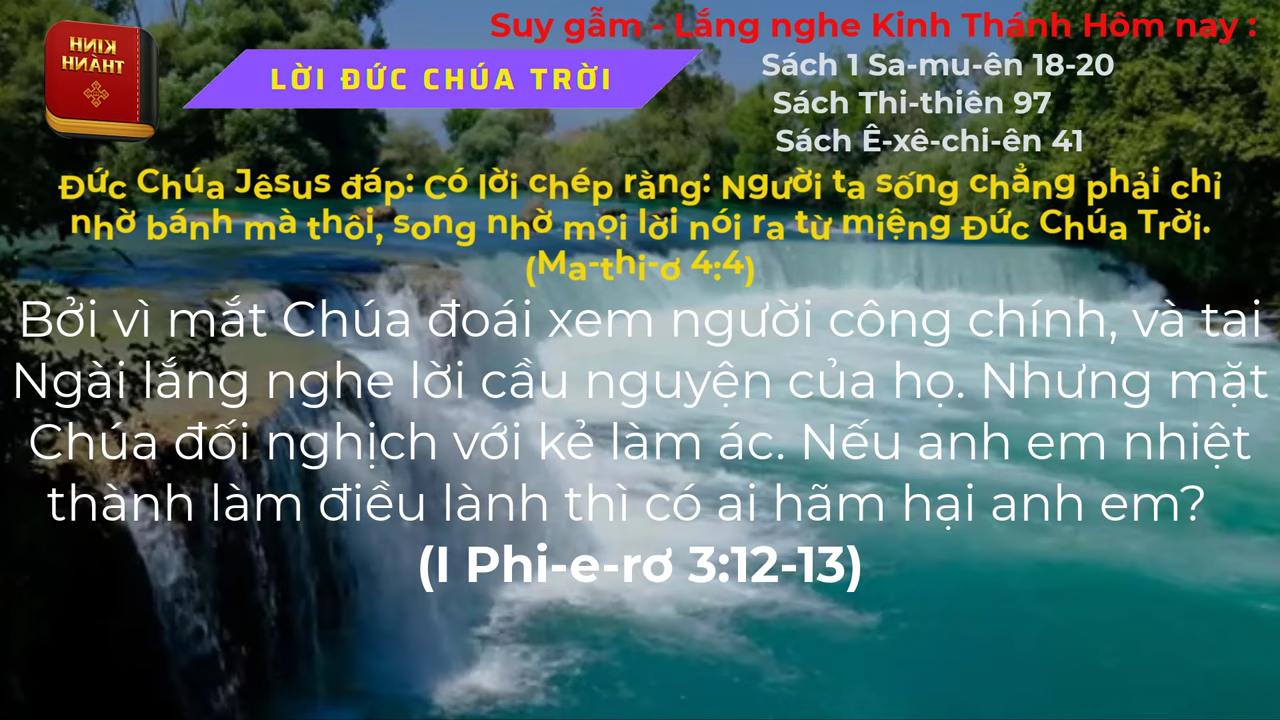 Suy gẫm - Lắng nghe Kinh Thánh Hôm nay :
KINH
THÀNH
LỜI ĐỨC CHÚA TRỜI
Sách 1 Sa-mu-ên 18-20
Sách Thi-thiên 97
Sách Ê-xê-chi-ên 41
Đức Chúa Jêsus đáp: Có lời chép rằng: Người ta sống chẳng phải chỉ
nhờ bánh mà thôi, song nhờ mọi lời nói ra từ miệng Đức Chúa Trời.
(Ma-thi-ơ 4:4)
Bởi vì mắt Chúa đoái xem người công chính, và tai
Ngài lắng nghe lời cầu nguyện của họ. Nhưng mặt
Chúa đối nghịch với kẻ làm ác. Nếu anh em nhiệt
thành làm điều lành thì có ai hãm hại anh em?
(I Phi-e-rơ 3:12-13)